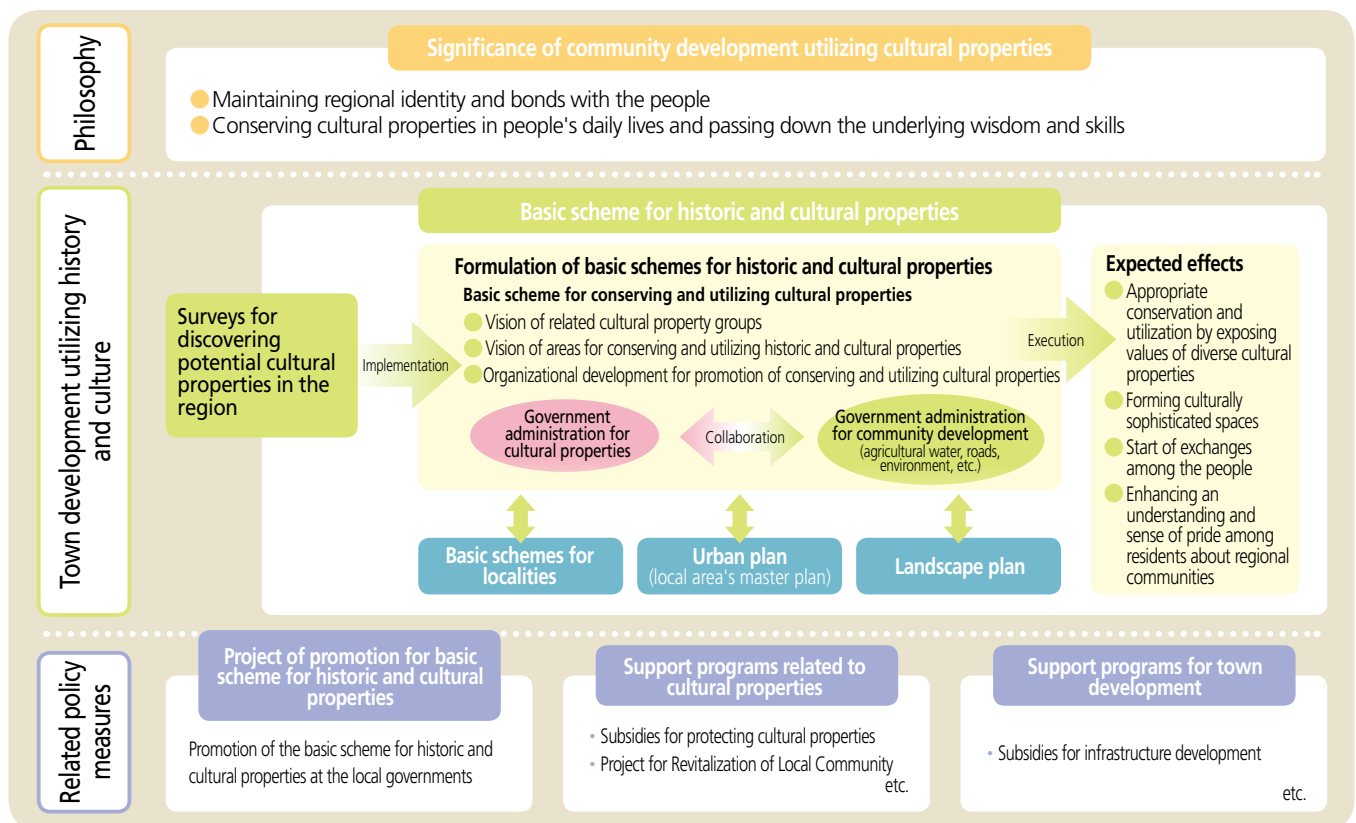 Philosophy
Significance of community development utilizing cultural properties
Maintaining regional identity and bonds with the people
Conserving cultural properties in people's daily lives and passing down the underlying wisdom and skills
Town development utilizing history
and culture
Basic scheme for historic and cultural properties
Surveys for
discovering
potential cultural
properties in the
region
Implementation
Formulation of basic schemes for historic and cultural properties
Basic scheme for conserving and utilizing cultural properties
Vision of related cultural property groups
Vision of areas for conserving and utilizing historic and cultural properties
Organizational development for promotion of conserving and utilizing cultural properties
Government
administration for
cultural properties
Collaboration
Government administration
for community development
(agricultural water, roads,
environment, etc.)
Execution
Expected effects
Appropriate
conservation and
utilization by exposing
values of diverse cultural
properties
Forming culturally
sophisticated spaces
Start of exchanges
among the people
Enhancing an
understanding and
sense of pride among
residents about regional
communities
Basic schemes for
localities
Urban plan
(local area's master plan)
Landscape plan
Related policy
measures
Project of promotion for basic
scheme for historic and cultural
properties
Promotion of the basic scheme for historic and
cultural properties at the local governments
Support programs related to
cultural properties
• Subsidies for protecting cultural properties
• Project for Revitalization of Local Community
etc.
Support programs for town
development
• Subsidies for infrastructure development
etc.